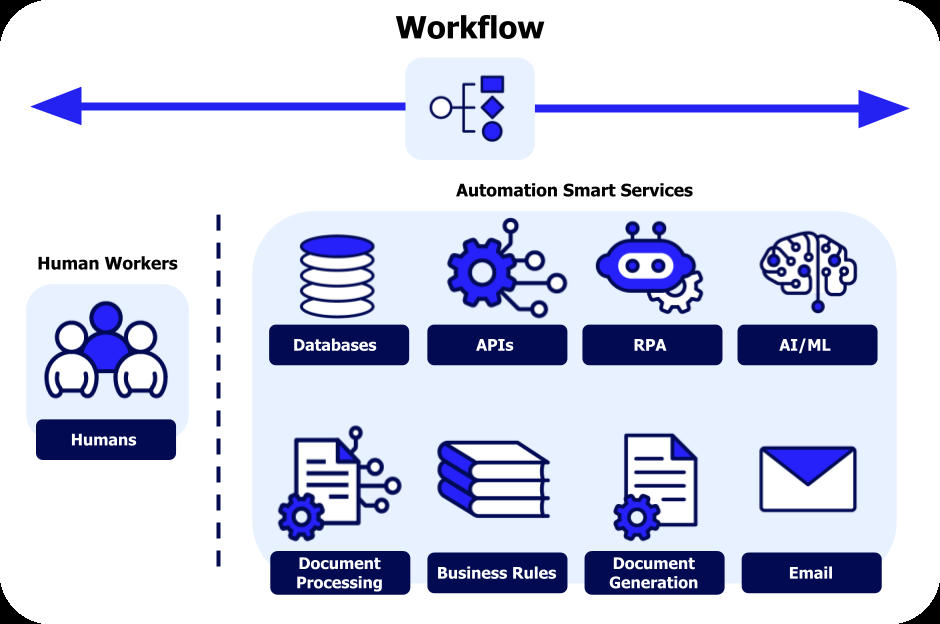 Workflow
Automation Smart Services
Human Workers
Databases
APIs
RPA
AI/ML
Humans
Document
Processing
Business Rules
Document
Generation
Email